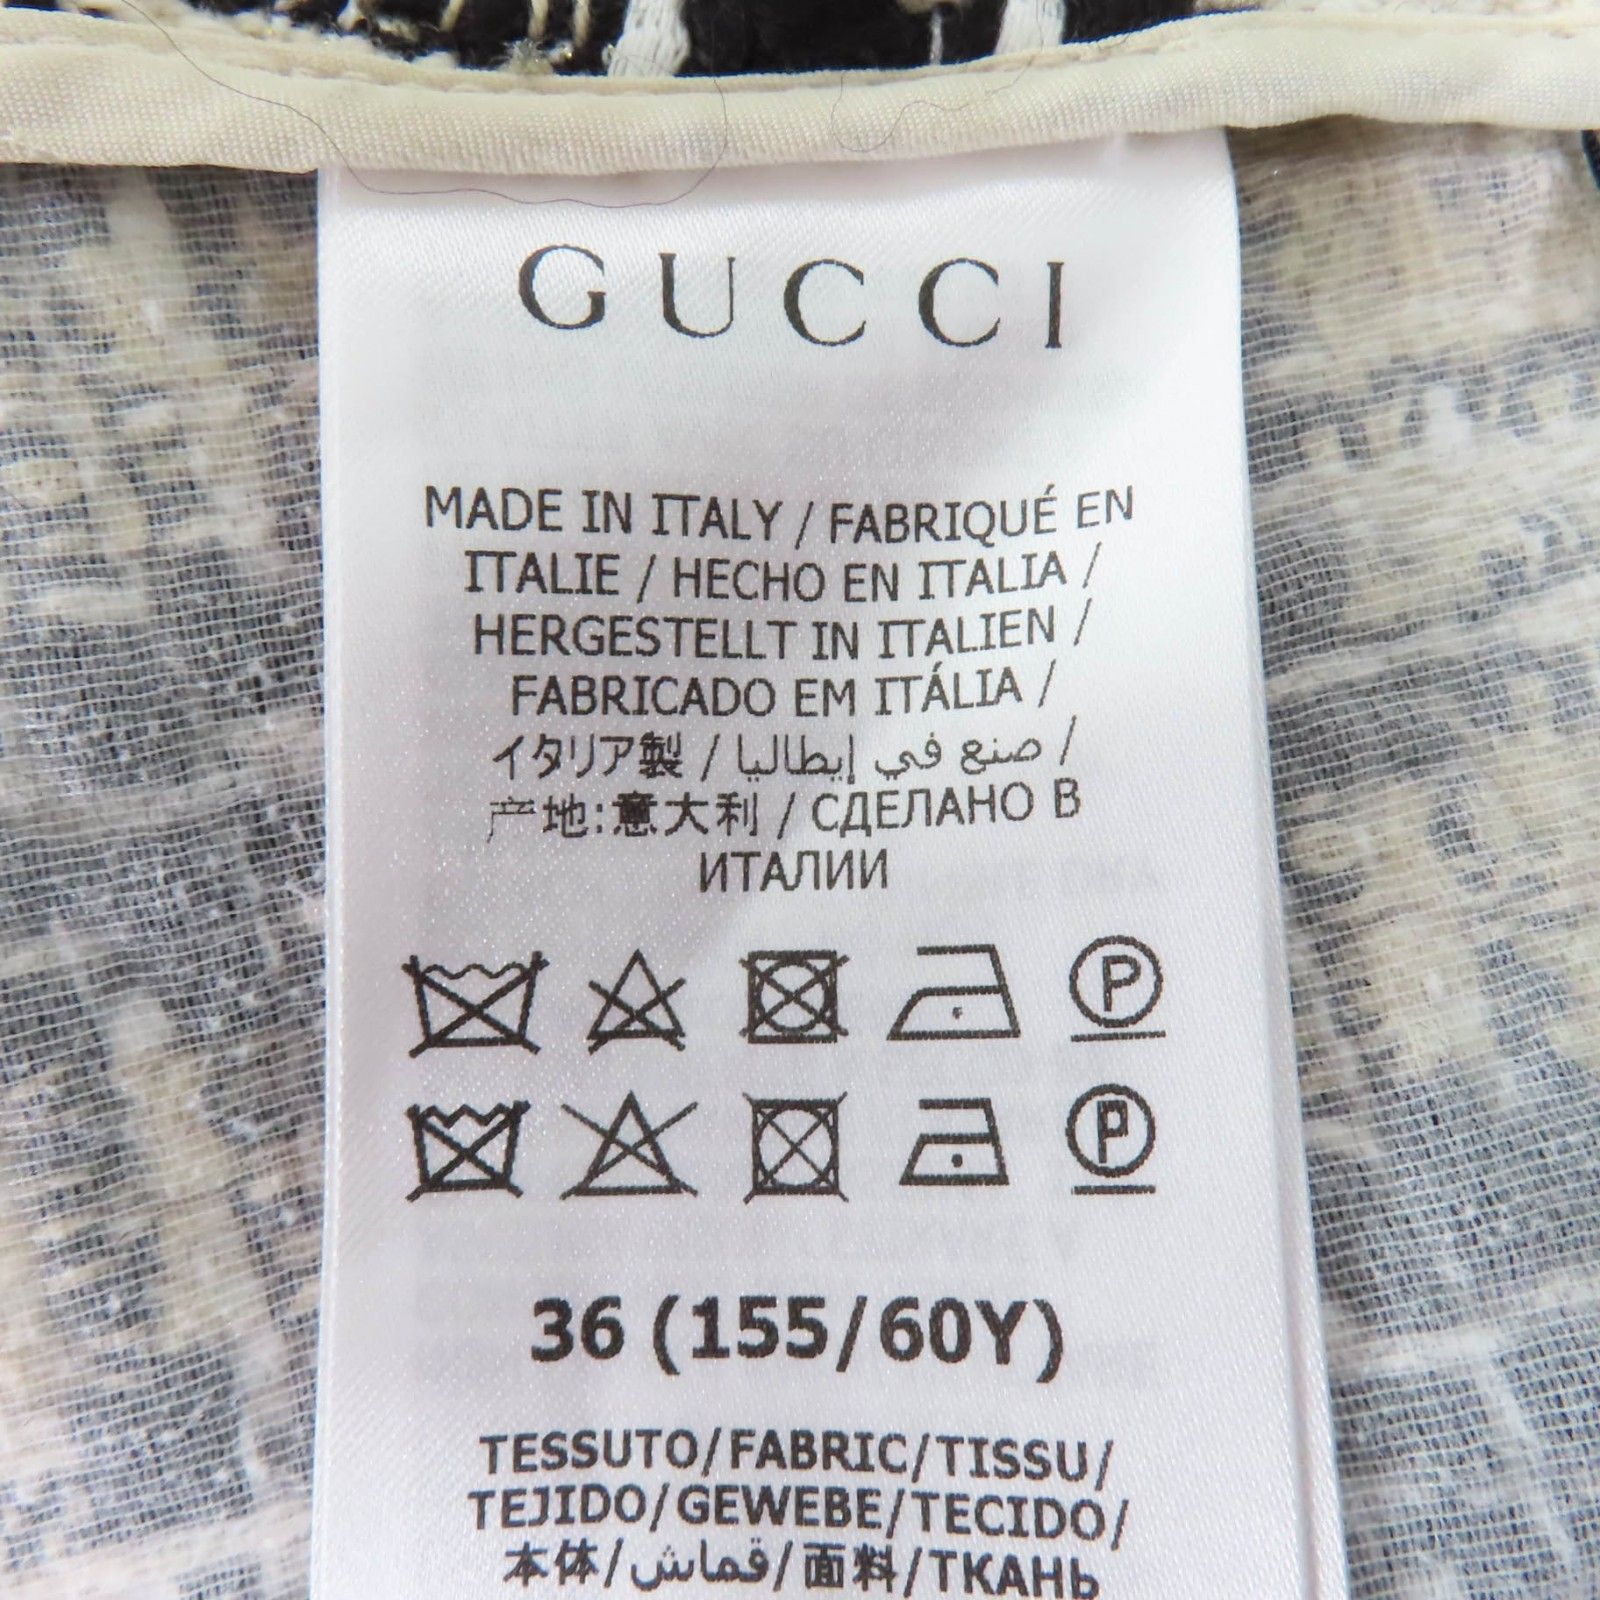 GUCCI
MADE IN ITALY / FABRIQUÉ EN
ITALIE / HECHO EN ITALIA /
HERGESTELLT IN ITALIEN /
FABRICADO EM ITÁLIA /
イタリア製 / صنع في إيطاليا /
产地:意大利 / СДЕЛАНО В
ИТАЛИИ
P
P
36 (155/60Y)
TESSUTO/FABRIC/TISSU/
TEJIDO/GEWEBE/TECIDO/
本体/قماش/面料/ТКАНЬ